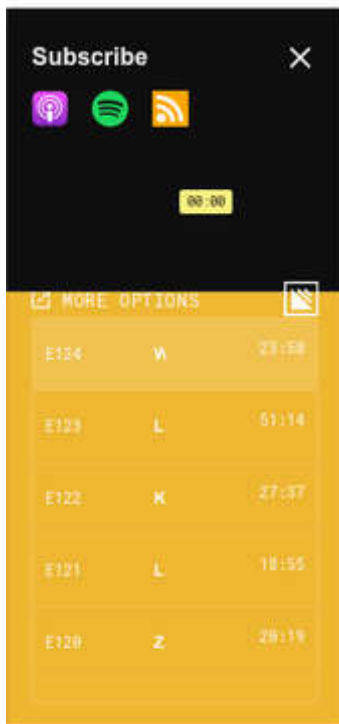 Subscribe
00:00
MORE OPTIONS
E124 W 23:58
E123 L 51:14
E122 K 27:37
E121 L 18:55
E120 Z 20:19